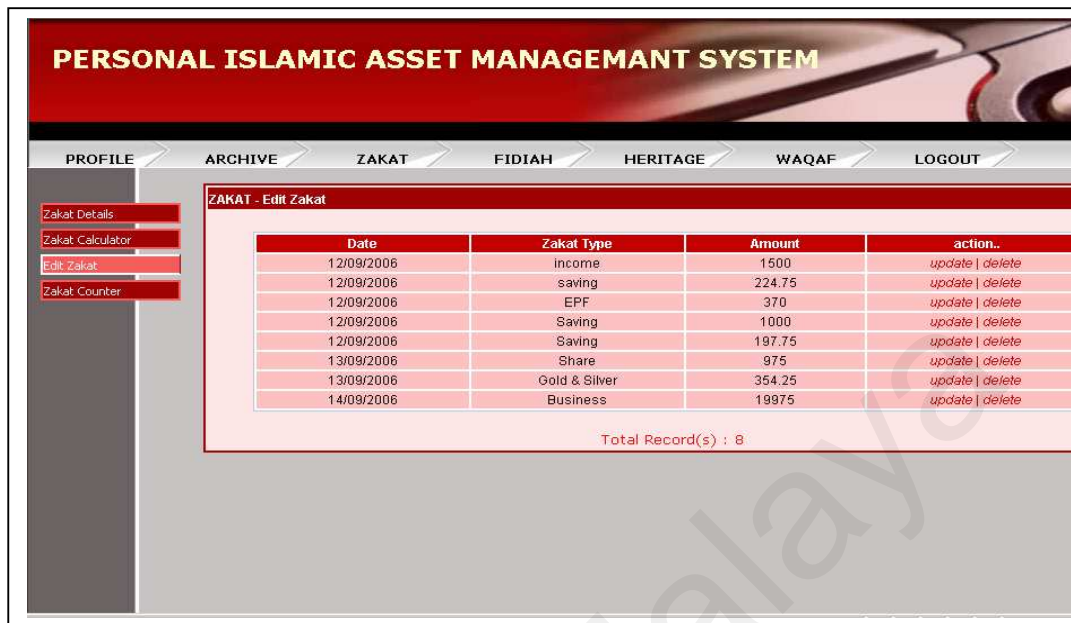 PERSONAL ISLAMIC ASSET MANAGEMANT SYSTEM
PROFILE ARCHIVE ZAKAT FIDIAH HERITAGE WAQAF LOGOUT
ZAKAT - Edit Zakat
Zakat Details
Zakat Calculator
Edit Zakat
Zakat Counter
Date Zakat Type Amount action..
12/09/2006 income 1500 update | delete
12/09/2006 saving 224.75 update | delete
12/09/2006 EPF 370 update | delete
12/09/2006 Saving 1000 update | delete
12/09/2006 Saving 197.75 update | delete
13/09/2006 Share 975 update | delete
13/09/2006 Gold & Silver 354.25 update | delete
14/09/2006 Business 19975 update | delete
Total Record(s) : 8
alaya